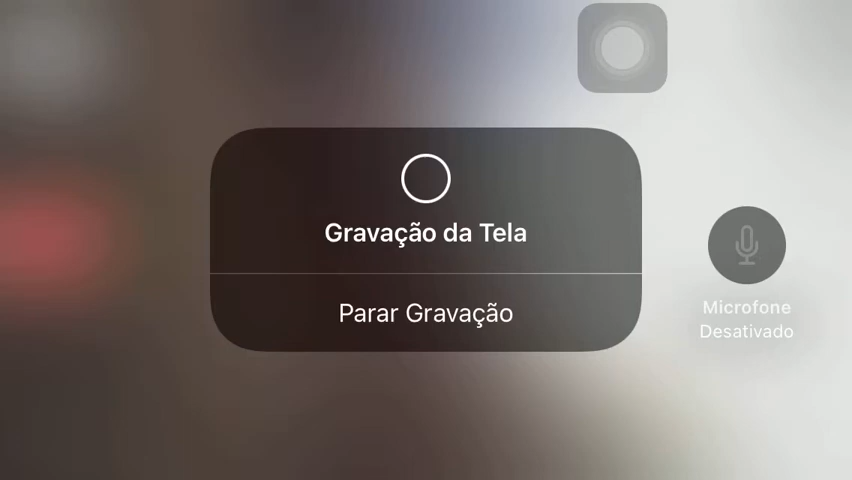 Gravação da Tela
Parar Gravação
Microfone
Desativado